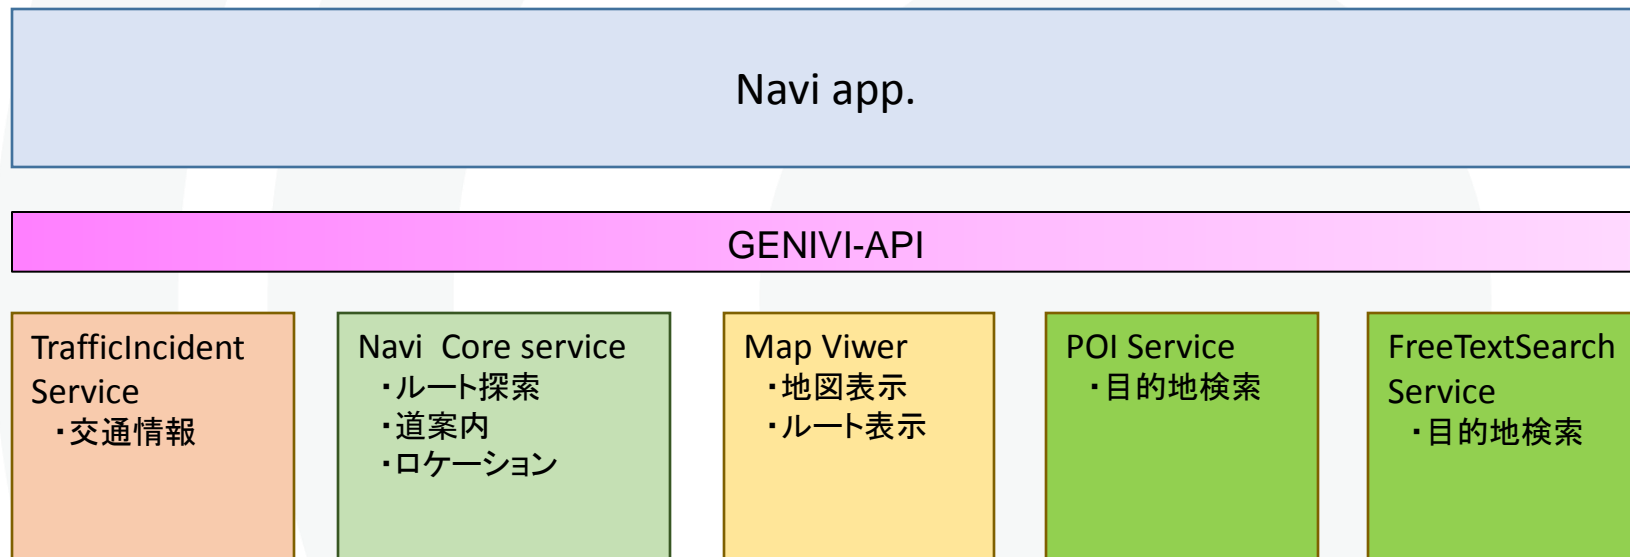 Navi app.
GENIVI-API
TrafficIncident
Service
・交通情報
Navi Core service
・ルート探索
・道案内
・ロケーション
Map Viwer
・地図表示
・ルート表示
POI Service
・目的地検索
FreeTextSearch
Service
・目的地検索